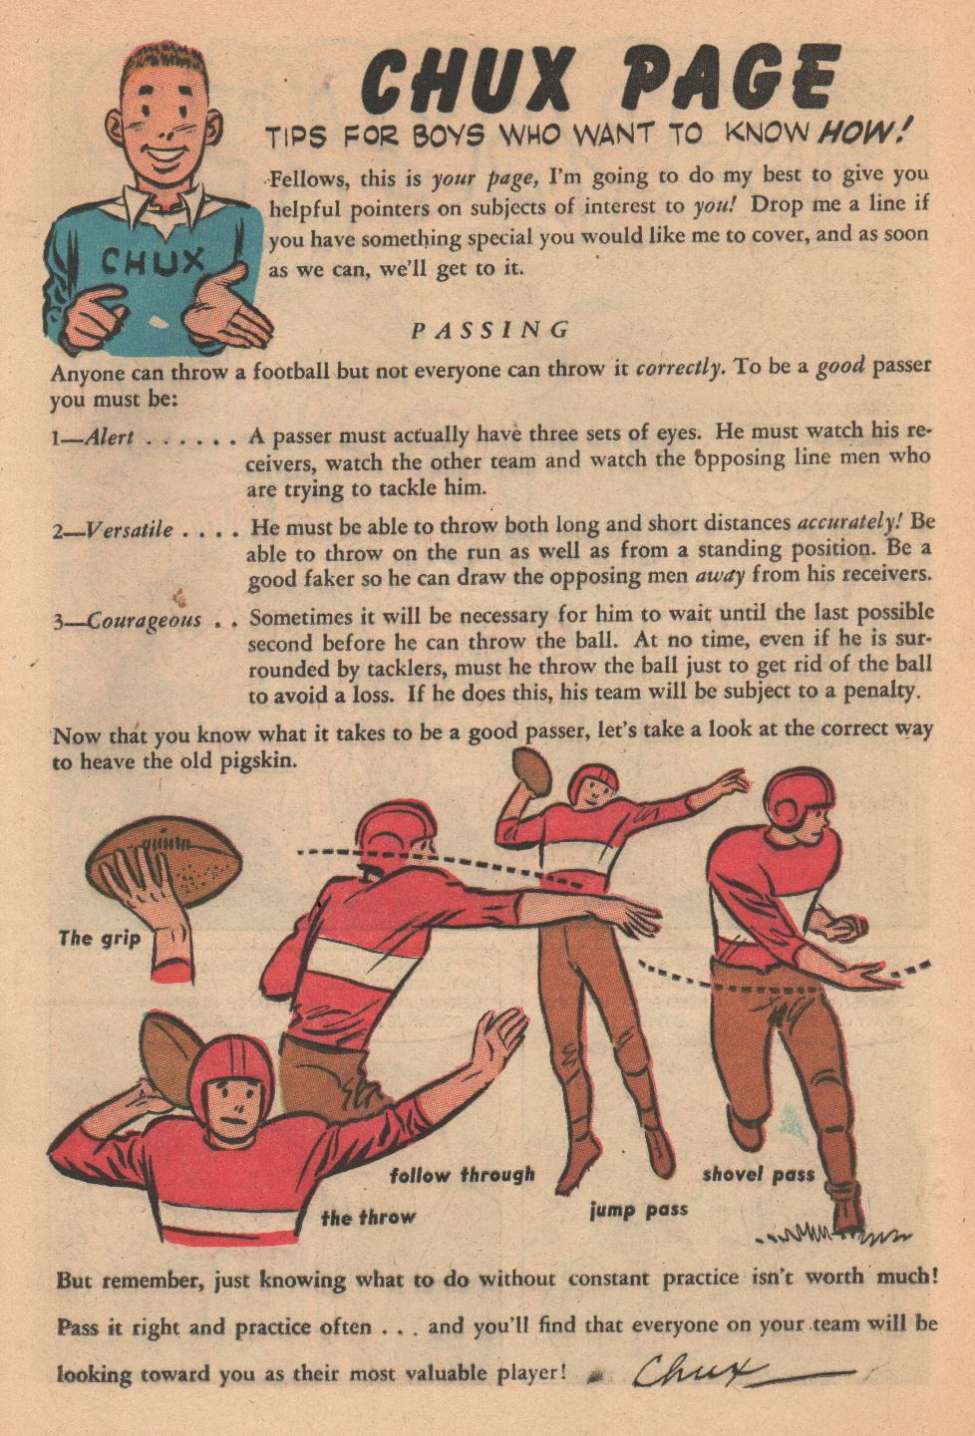 CHUX PAGE
TIPS FOR BOYS WHO WANT TO KNOW HOW!
Fellows, this is your page, I'm going to do my best to give you
helpful pointers on subjects of interest to you! Drop me a line if
you have something special you would like me to cover, and as soon
as we can, we'll get to it.
CHUX
PASSING
Anyone can throw a football but not everyone can throw it correctly. To be a good passer
you must be:
1—Alert . . . . . . A passer must actually have three sets of eyes. He must watch his re-
ceivers, watch the other team and watch the opposing line men who
are trying to tackle him.
2—Versatile . . . . He must be able to throw both long and short distances accurately! Be
able to throw on the run as well as from a standing position. Be a
good faker so he can draw the opposing men away from his receivers.
3—Courageous . . Sometimes it will be necessary for him to wait until the last possible
second before he can throw the ball. At no time, even if he is sur-
rounded by tacklers, must he throw the ball just to get rid of the ball
to avoid a loss. If he does this, his team will be subject to a penalty.
Now that you know what it takes to be a good passer, let's take a look at the correct way
to heave the old pigskin.
The grip
follow through
the throw
jump pass
shovel pass
But remember, just knowing what to do without constant practice isn't worth much!
Pass it right and practice often . . . and you'll find that everyone on your team will be
looking toward you as their most valuable player!
Chux